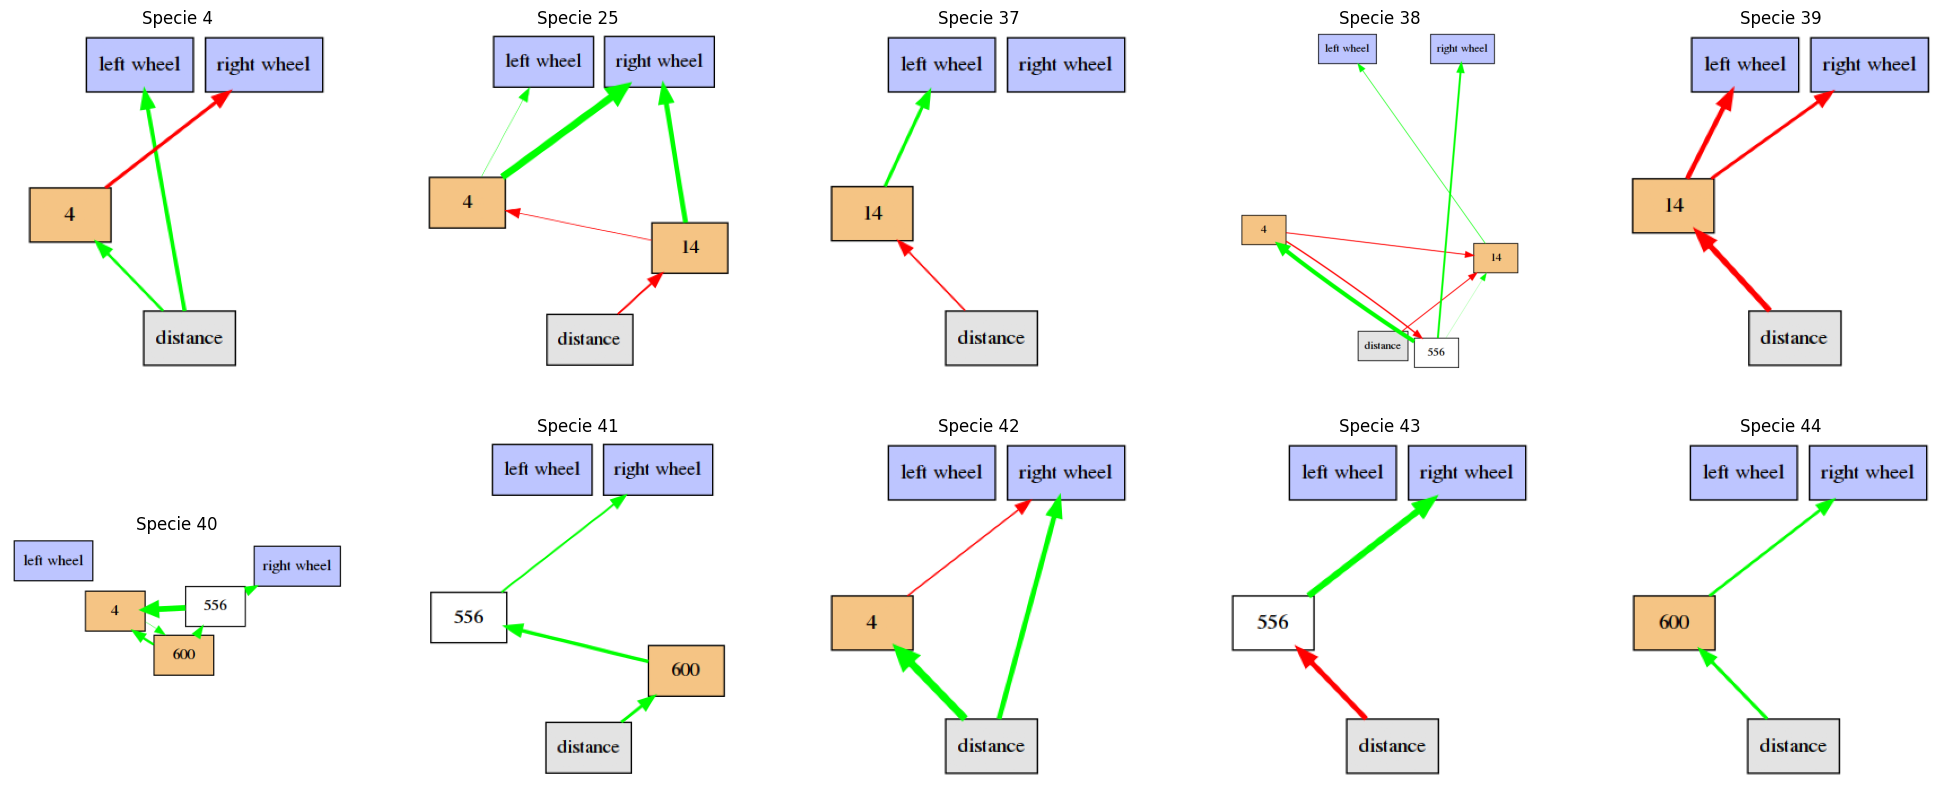 Specie 4
left wheel
right wheel
4
distance
Specie 25
left wheel
right wheel
4
14
distance
Specie 37
left wheel
right wheel
14
distance
Specie 38
left wheel
right wheel
4
14
distance
556
Specie 39
left wheel
right wheel
14
distance
Specie 40
left wheel
right wheel
4
556
600
Specie 41
left wheel
right wheel
556
600
distance
Specie 42
left wheel
right wheel
4
distance
Specie 43
left wheel
right wheel
556
distance
Specie 44
left wheel
right wheel
600
distance